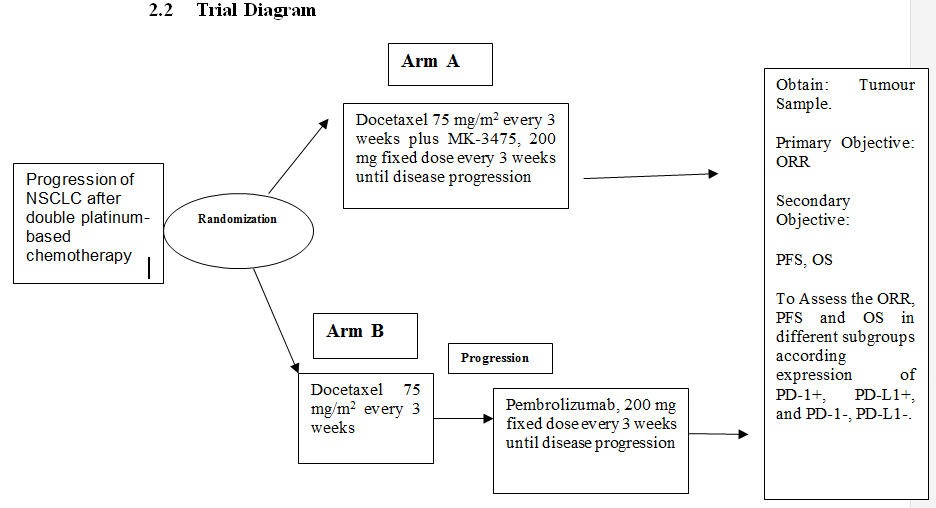 2.2 Trial Diagram
Arm A
Docetaxel 75 mg/m² every 3
weeks plus MK-3475, 200
mg fixed dose every 3 weeks
until disease progression
Progression of
NSCLC after
double platinum-
based
chemotherapy
Randomization
Arm B
Docetaxel 75
mg/m² every 3
weeks
Progression
Pembrolizumab, 200 mg
fixed dose every 3 weeks
until disease progression
Obtain: Tumour
Sample.
Primary Objective:
ORR
Secondary
Objective:
PFS, OS
To Assess the ORR,
PFS and OS in
different subgroups
according
expression of
PD-1+, PD-L1+,
and PD-1-, PD-L1-.